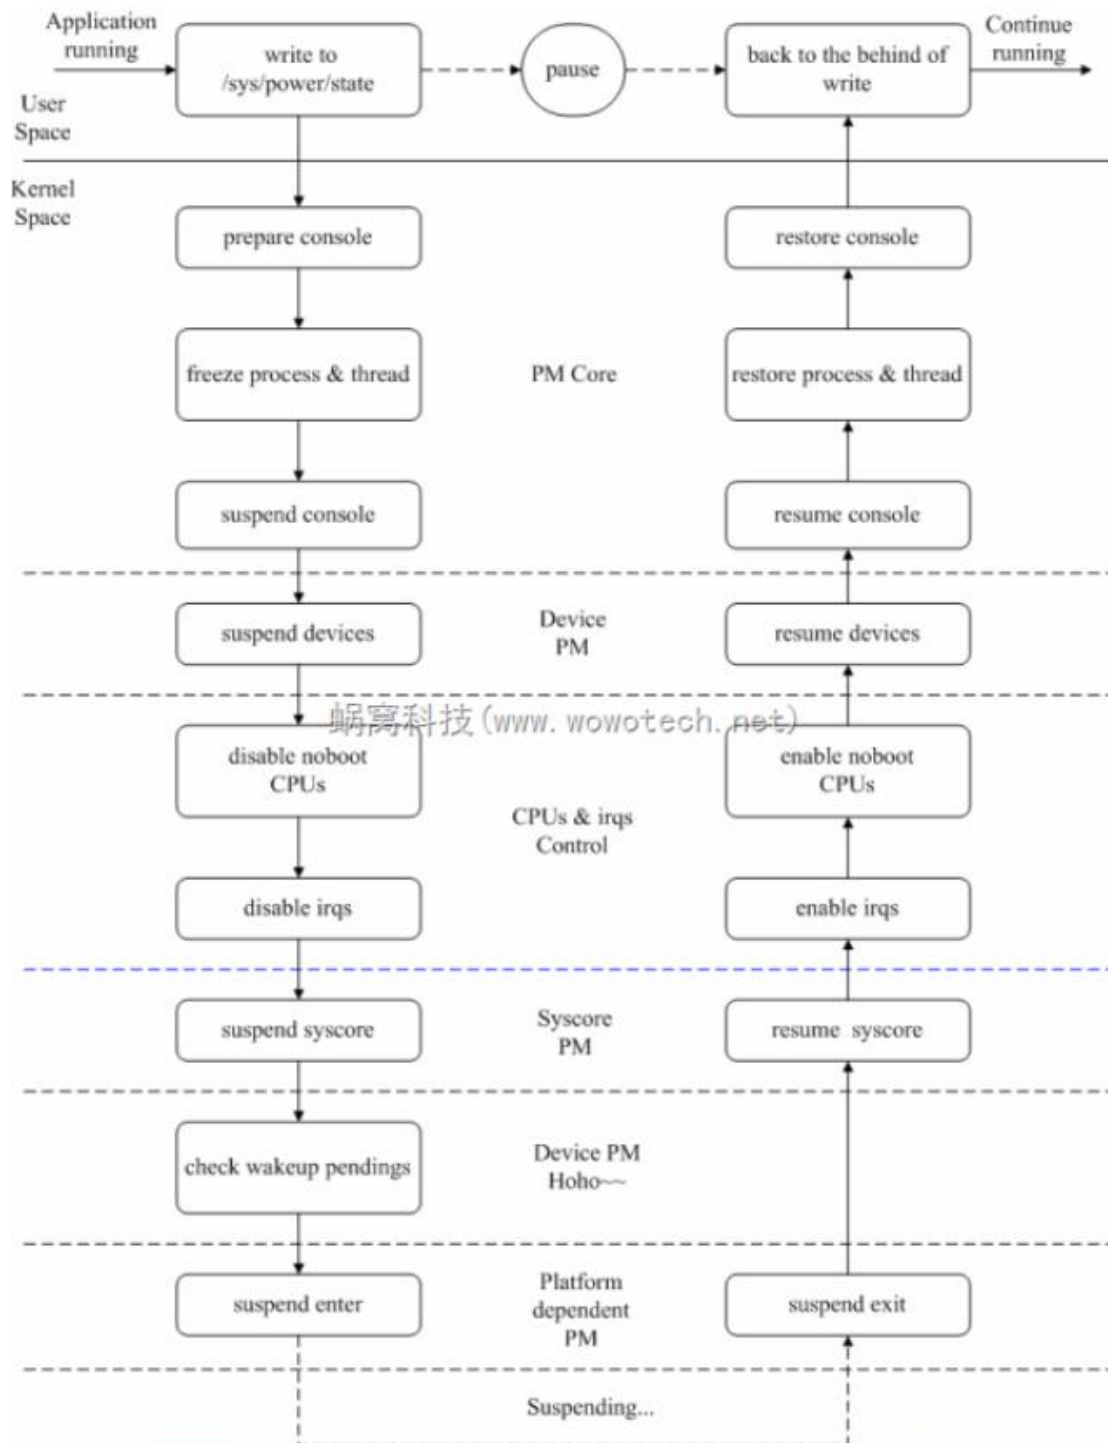 Application
running
write to
/sys/power/state
pause
back to the behind of
write
Continue
running
User
Space
Kernel
Space
prepare console
restore console
freeze process & thread
PM Core
restore process & thread
suspend console
resume console
suspend devices
Device
PM
resume devices
蜗窝科技(www.wowotech.net)
disable noboot
CPUs
enable noboot
CPUs
CPUs & irqs
Control
disable irqs
enable irqs
suspend syscore
Syscore
PM
resume syscore
check wakeup pendings
Device PM
Hoho~~
suspend enter
Platform
dependent
PM
suspend exit
Suspending...